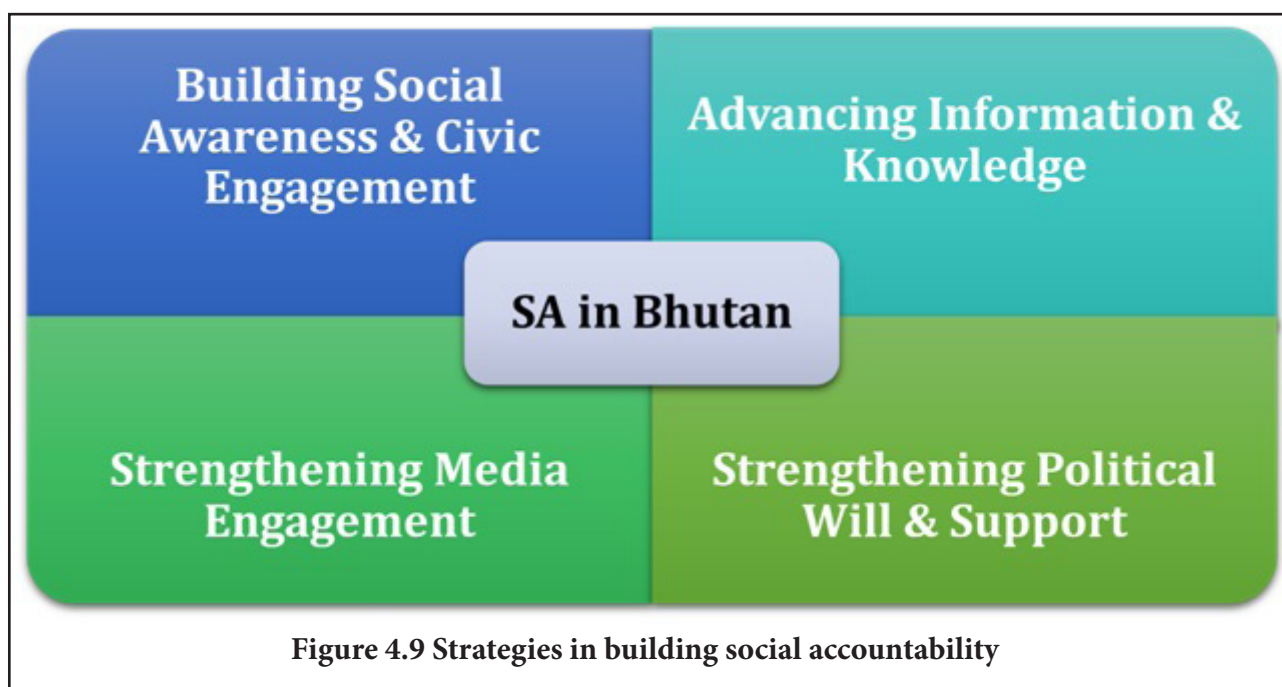 Building Social
Awareness & Civic
Engagement
Advancing Information &
Knowledge
SA in Bhutan
Strengthening Media
Engagement
Strengthening Political
Will & Support
Figure 4.9 Strategies in building social accountability